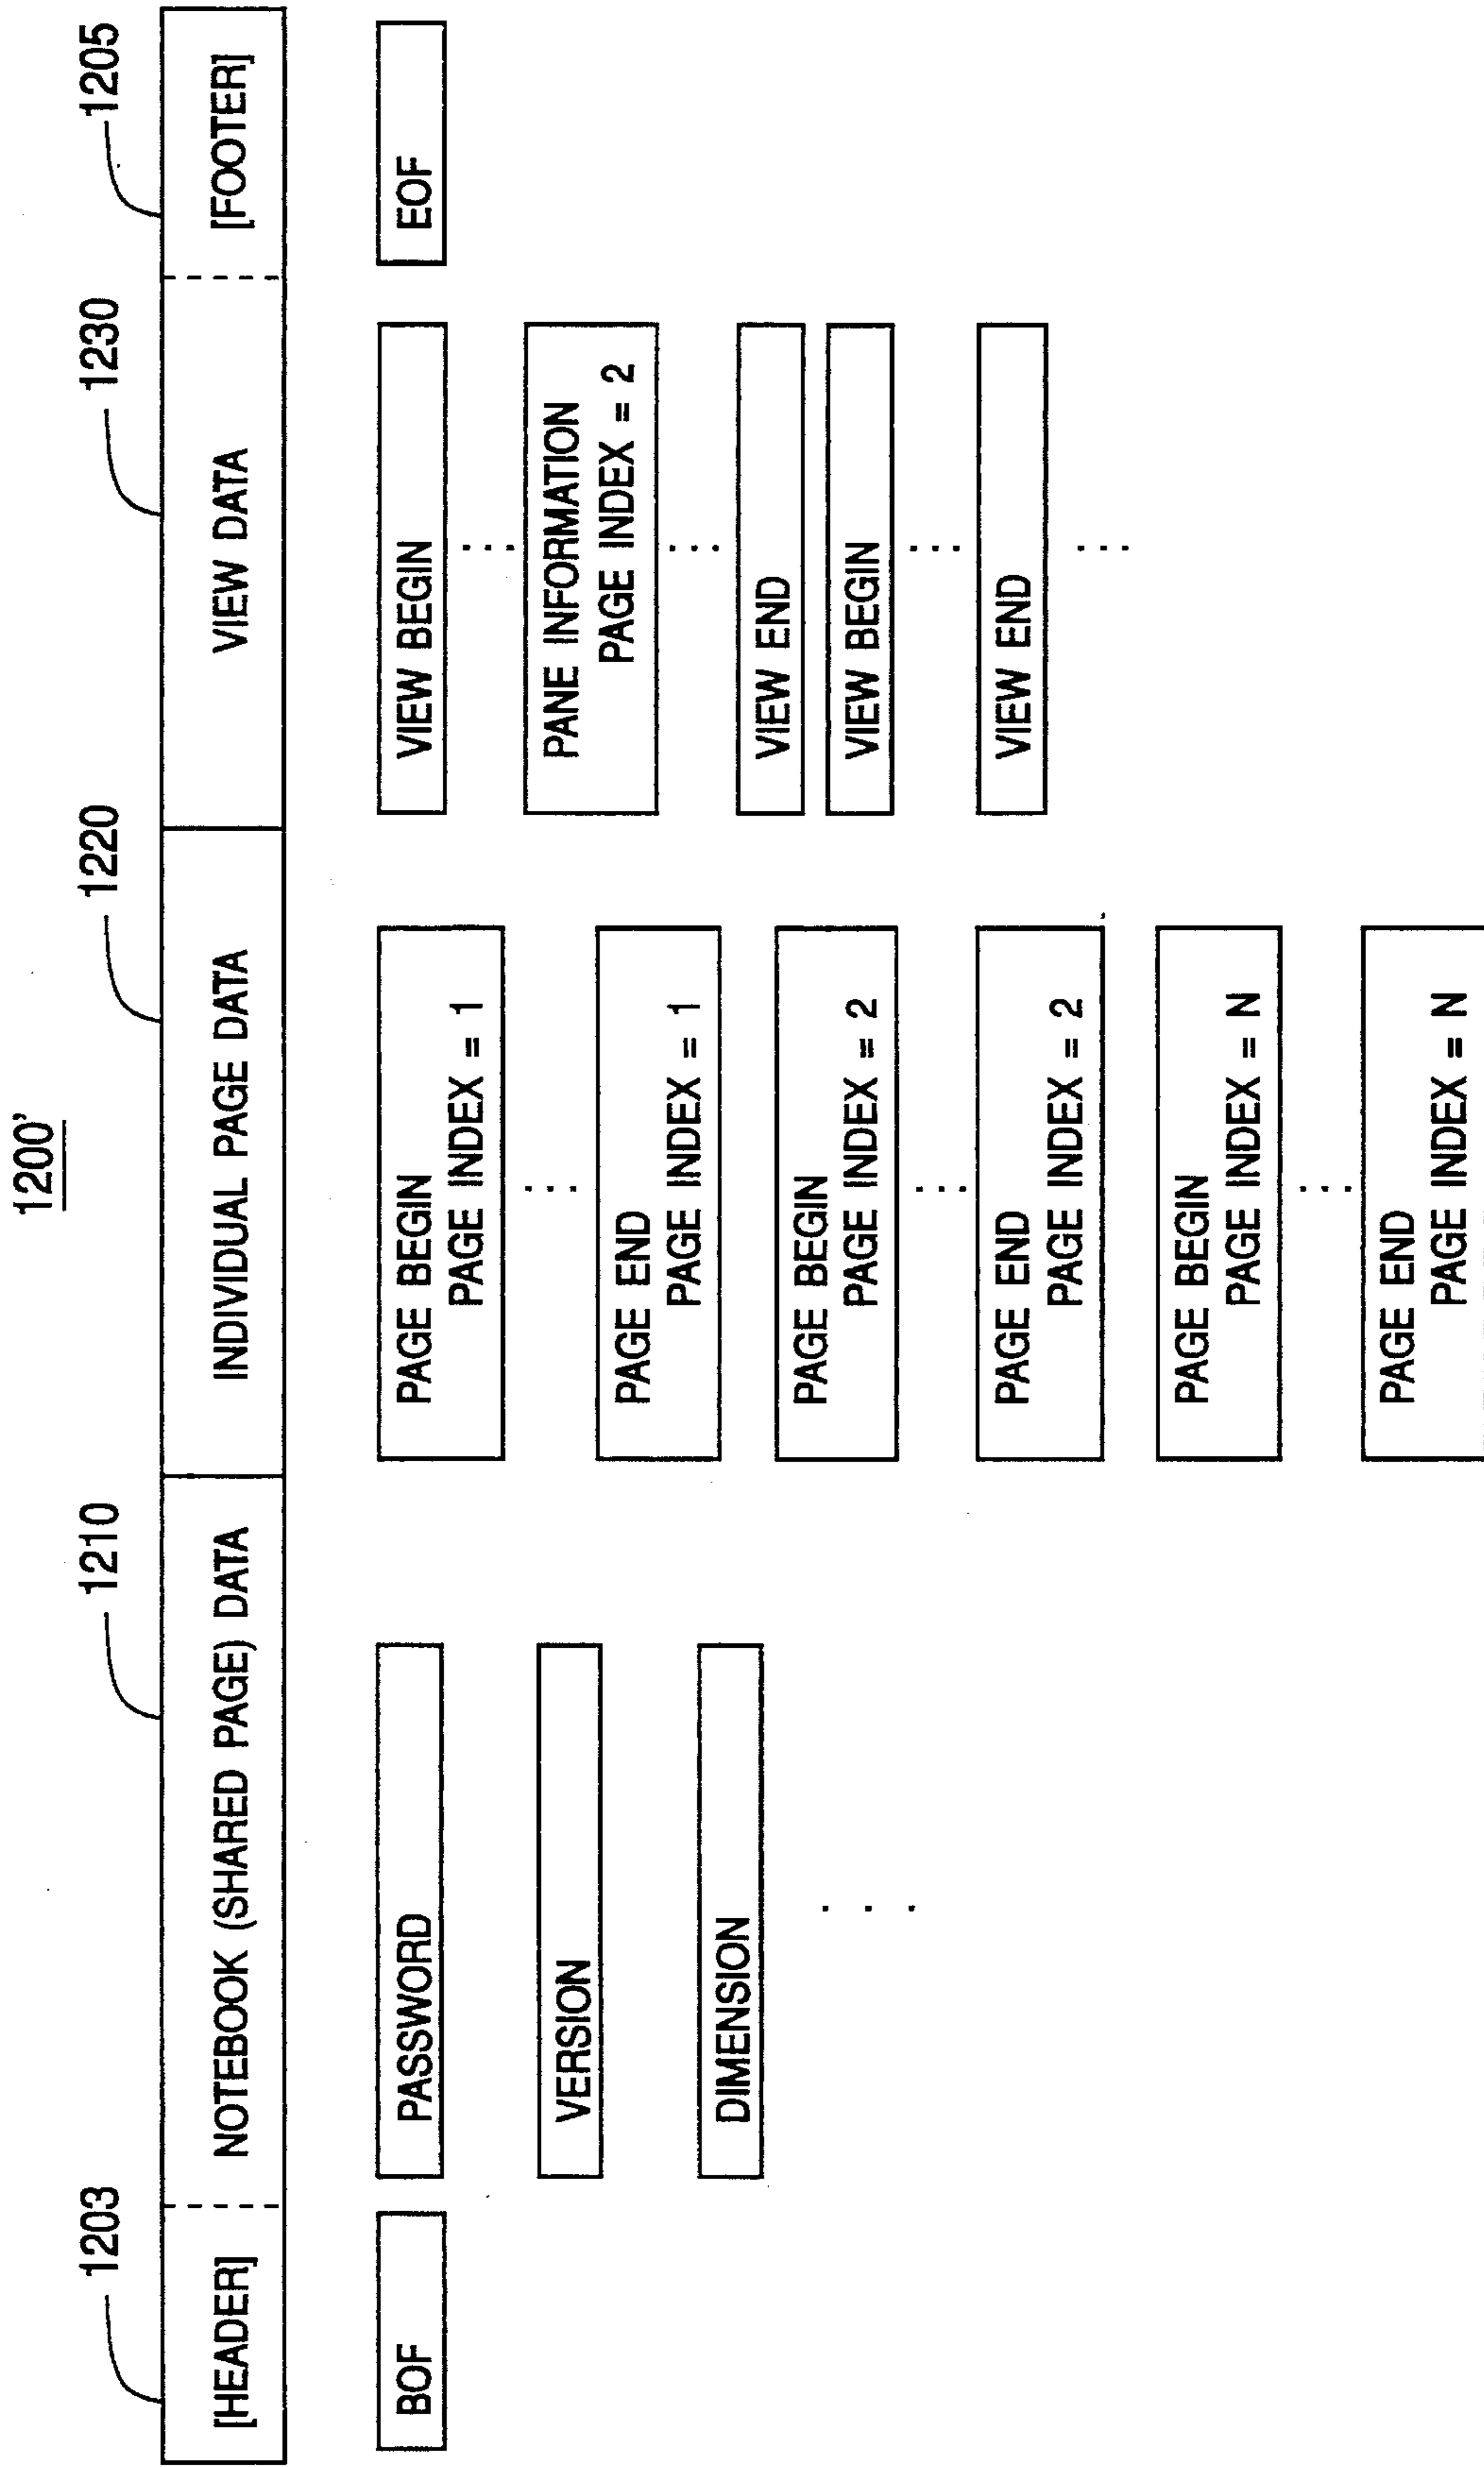 1200'
1203
1210
1220
1230
1205
[HEADER]
NOTEBOOK (SHARED PAGE) DATA
INDIVIDUAL PAGE DATA
VIEW DATA
[FOOTER]
BOF
PASSWORD
VERSION
DIMENSION
. . .
PAGE BEGIN
PAGE INDEX = 1
...
PAGE END
PAGE INDEX = 1
PAGE BEGIN
PAGE INDEX = 2
...
PAGE END
PAGE INDEX = 2
PAGE BEGIN
PAGE INDEX = N
...
PAGE END
PAGE INDEX = N
VIEW BEGIN
...
PANE INFORMATION
PAGE INDEX = 2
...
VIEW END
VIEW BEGIN
...
VIEW END
...
EOF